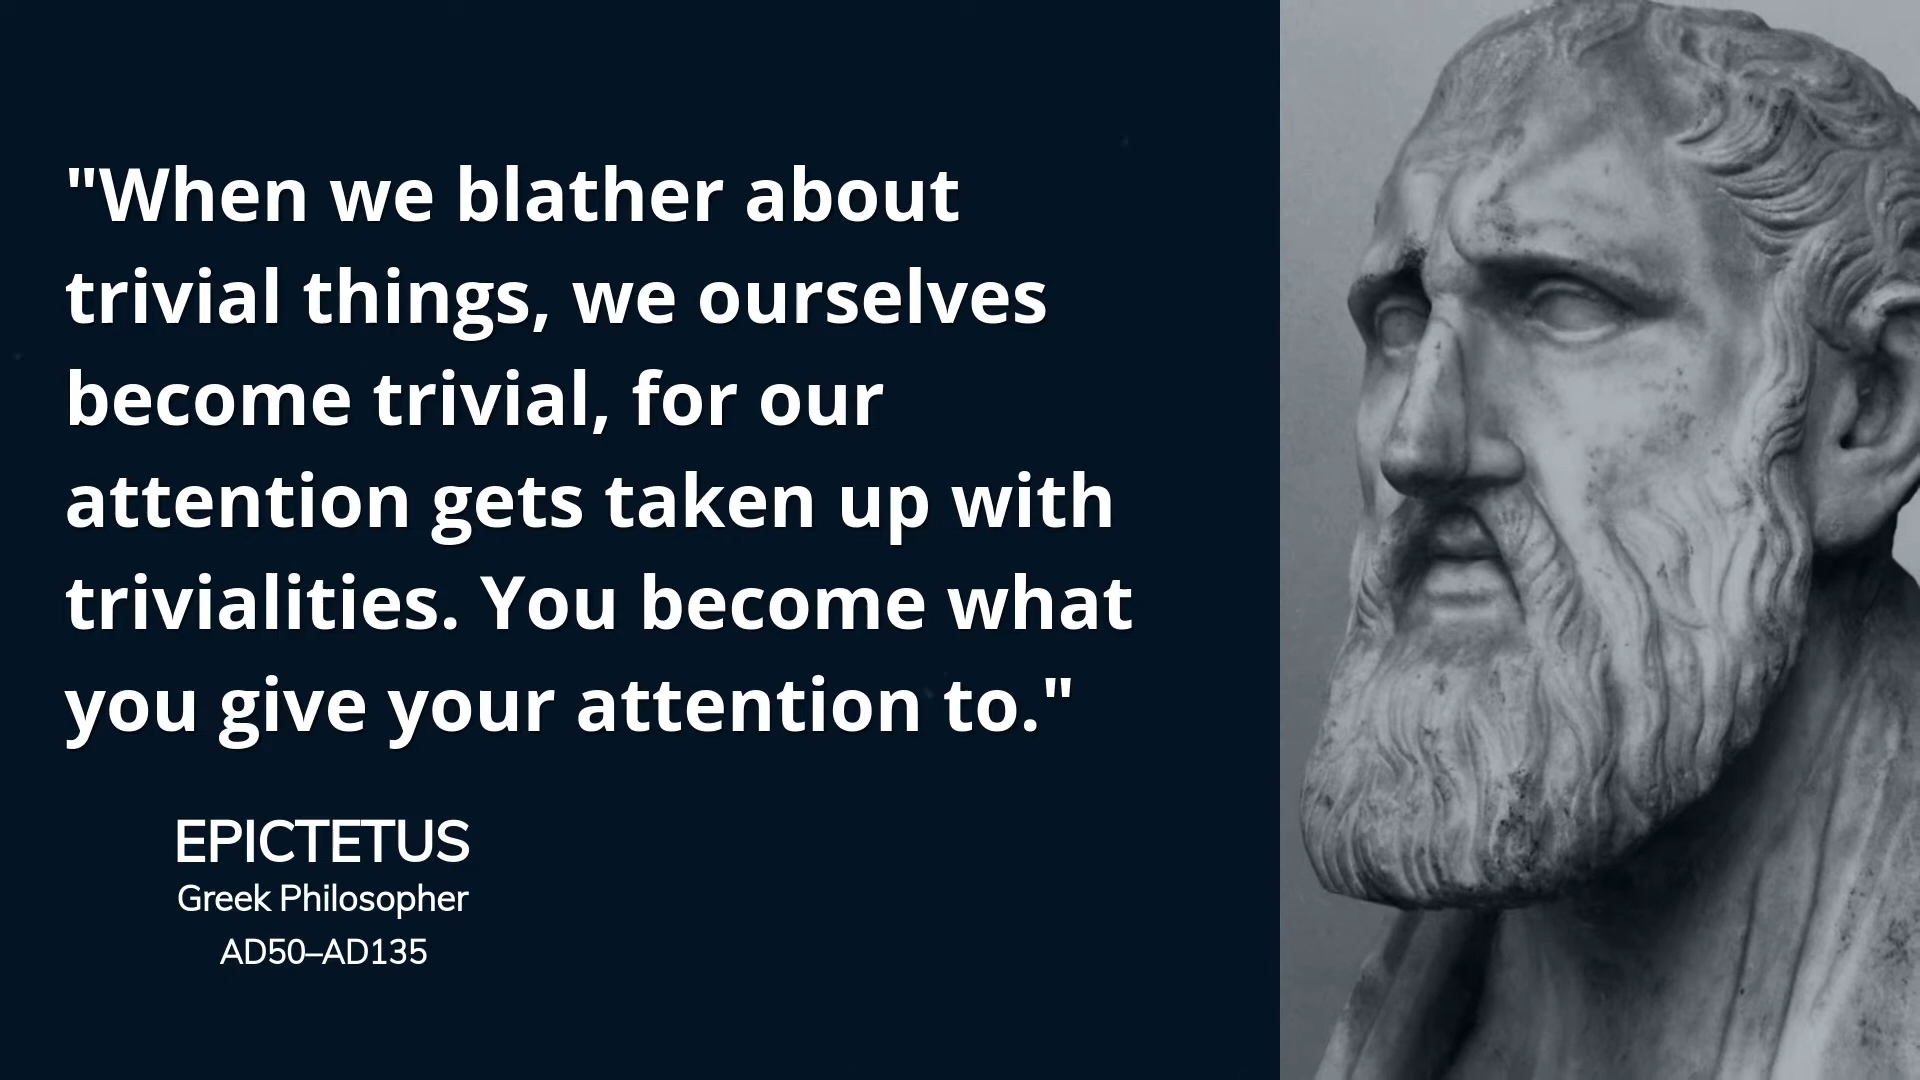 "When we blather about
trivial things, we ourselves
become trivial, for our
attention gets taken up with
trivialities. You become what
you give your attention to."
EPICTETUS
Greek Philosopher
AD50–AD135